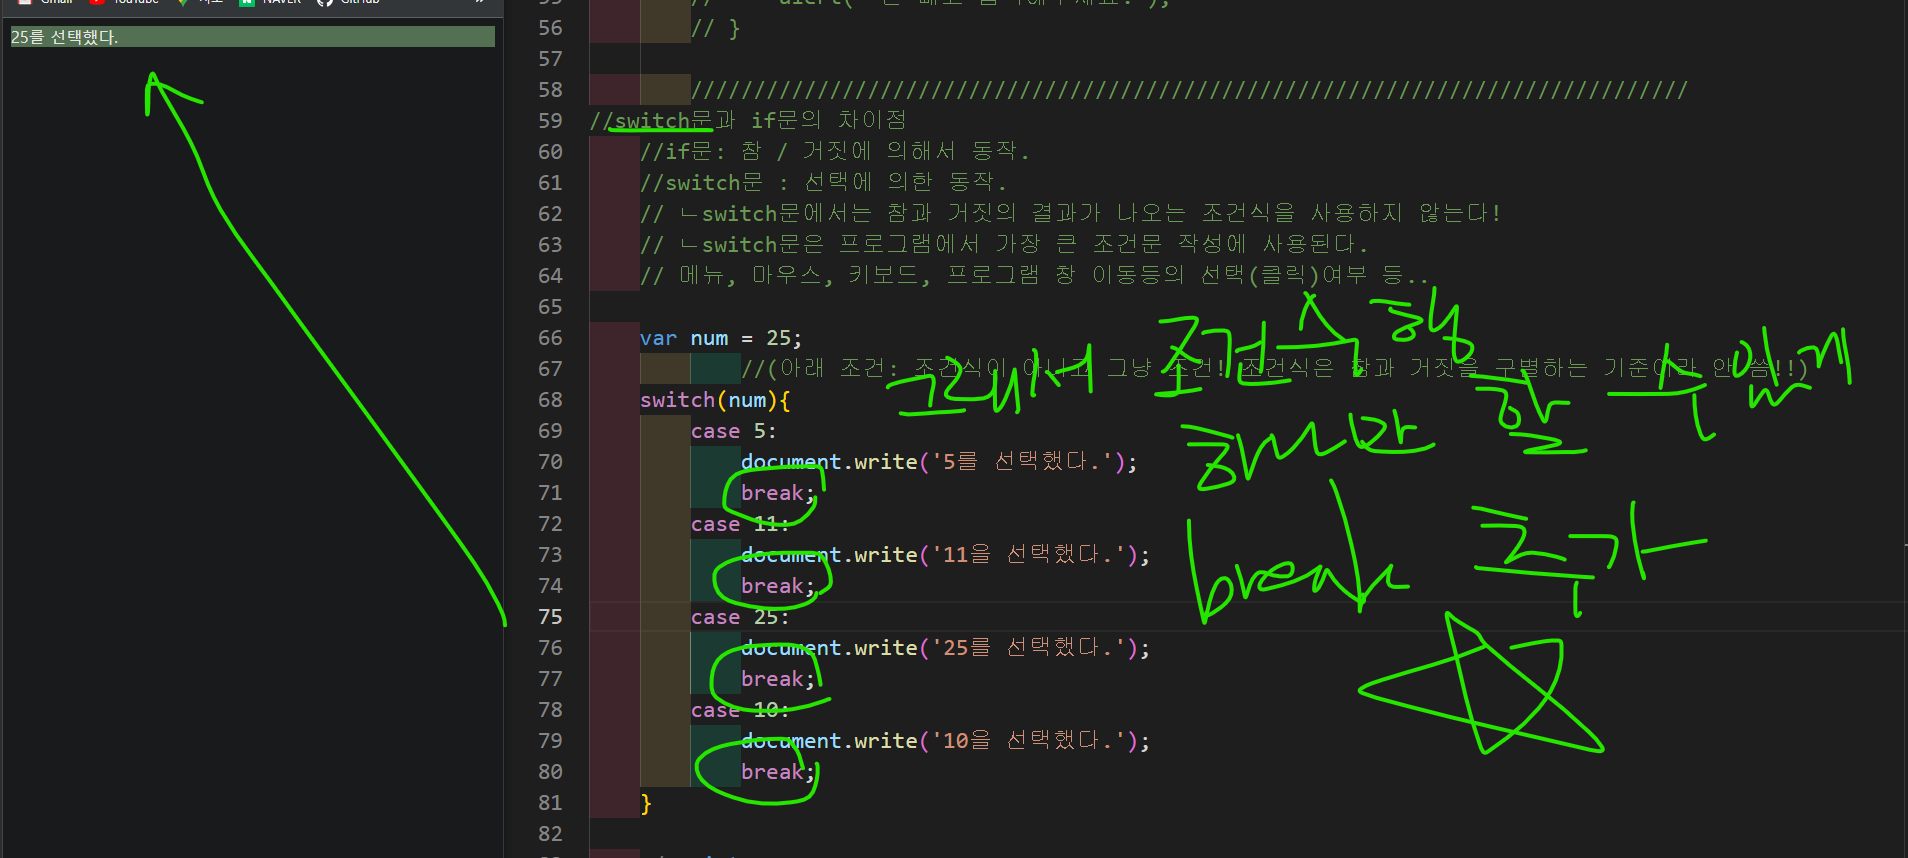 Gmail YouTube 지도 NAVER GitHub »
25를 선택했다.
56 // }
57
58 ///////////////////////////////////////////////////////////////////////////////
59 //switch문과 if문의 차이점
60 //if문: 참 / 거짓에 의해서 동작.
61 //switch문 : 선택에 의한 동작.
62 // ㄴswitch문에서는 참과 거짓의 결과가 나오는 조건식을 사용하지 않는다!
63 // ㄴswitch문은 프로그램에서 가장 큰 조건문 작성에 사용된다.
64 // 메뉴, 마우스, 키보드, 프로그램 창 이동등의 선택(클릭)여부 등..
65
66 var num = 25;
67 //(아래 조건: 조건식이 아니고 그냥 조건! 조건식은 참과 거짓을 구별하는 기준이라 안 씀!!)
68 switch(num){
69 case 5:
70 document.write('5를 선택했다.');
71 break;
72 case 11:
73 document.write('11을 선택했다.');
74 break;
75 case 25:
76 document.write('25를 선택했다.');
77 break;
78 case 10:
79 document.write('10을 선택했다.');
80 break;
81 }
82
그래서 조건식 행
하나만 할 수 있게
break 추가